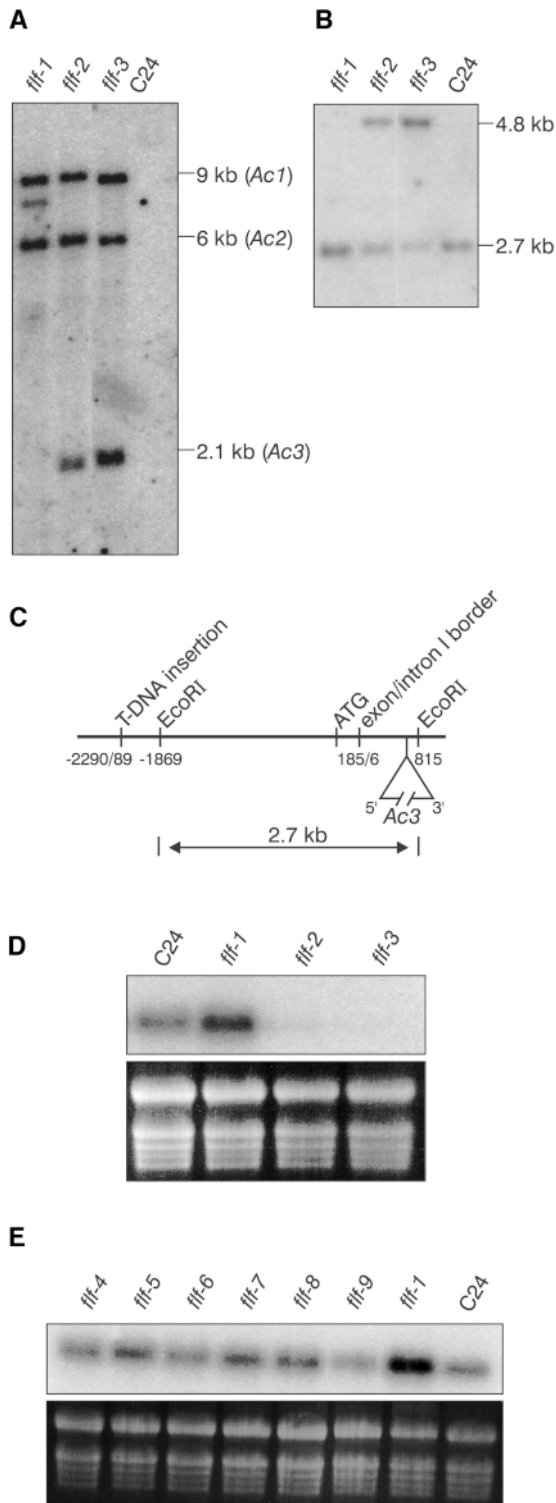 A
flf-1 flf-2 flf-3 C24
9 kb (Ac1)
6 kb (Ac2)
2.1 kb (Ac3)
B
flf-1 flf-2 flf-3 C24
4.8 kb
2.7 kb
C
T-DNA insertion EcoRI ATG exon/intron I border EcoRI
-2290/89 -1869 185/6 815
5' Ac3 3'
2.7 kb
D
C24 flf-1 flf-2 flf-3
E
flf-4 flf-5 flf-6 flf-7 flf-8 flf-9 flf-1 C24